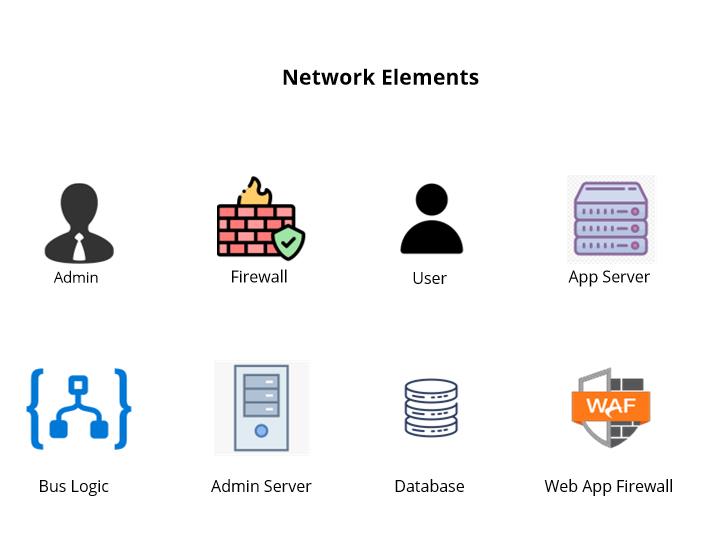 Network Elements
Admin
Firewall
User
App Server
WAF
Bus Logic
Admin Server
Database
Web App Firewall